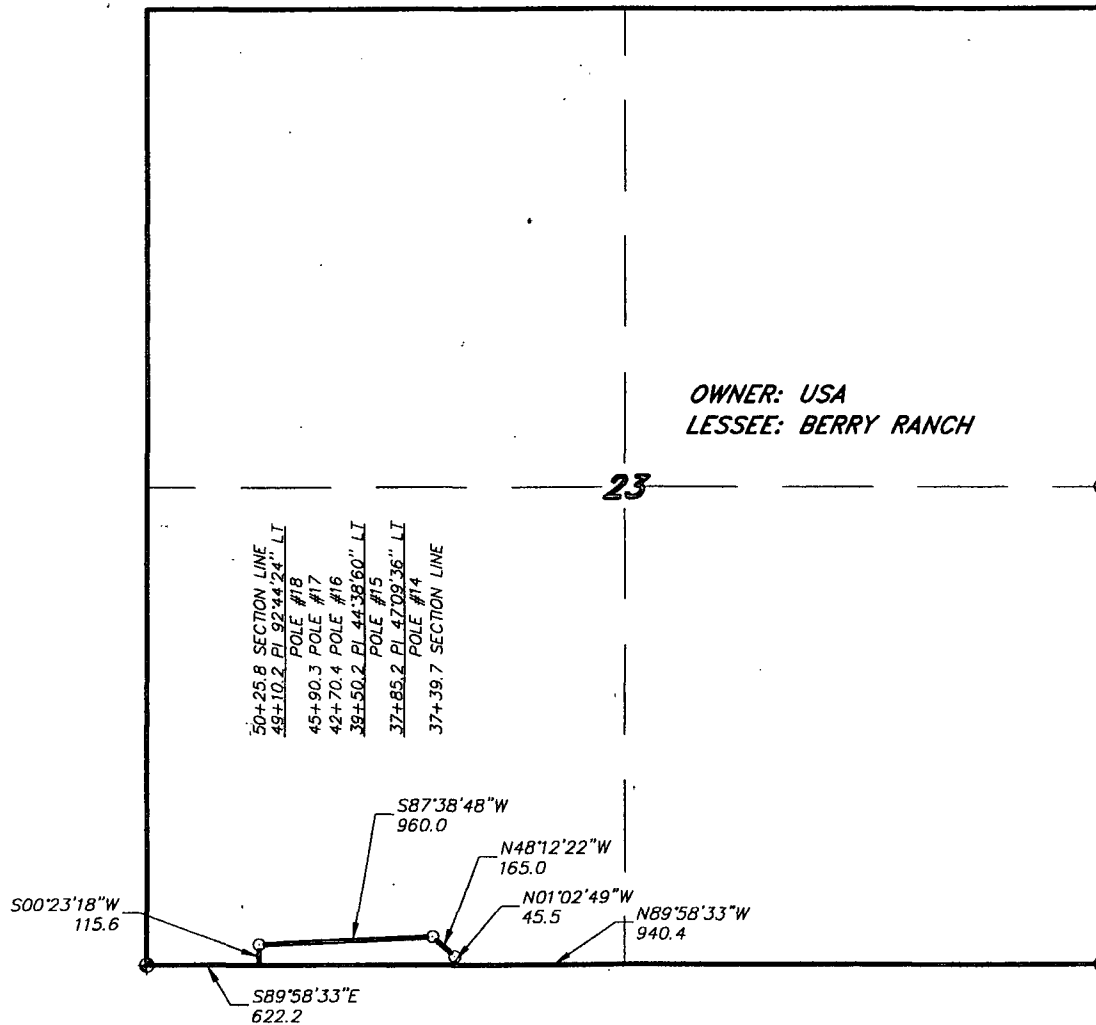 OWNER: USA
LESSEE: BERRY RANCH
23
50+25.8 SECTION LINE
49+10.2 PI 92°44'24" LT
POLE #18
45+90.3 POLE #17
42+70.4 POLE #16
39+50.2 PI 44°38'60" LT
POLE #15
37+85.2 PI 47°09'36" LT
POLE #14
37+39.7 SECTION LINE
S87°38'48"W
960.0
N48°12'22"W
165.0
S00°23'18"W
115.6
N01°02'49"W
45.5
N89°58'33"W
940.4
S89°58'33"E
622.2